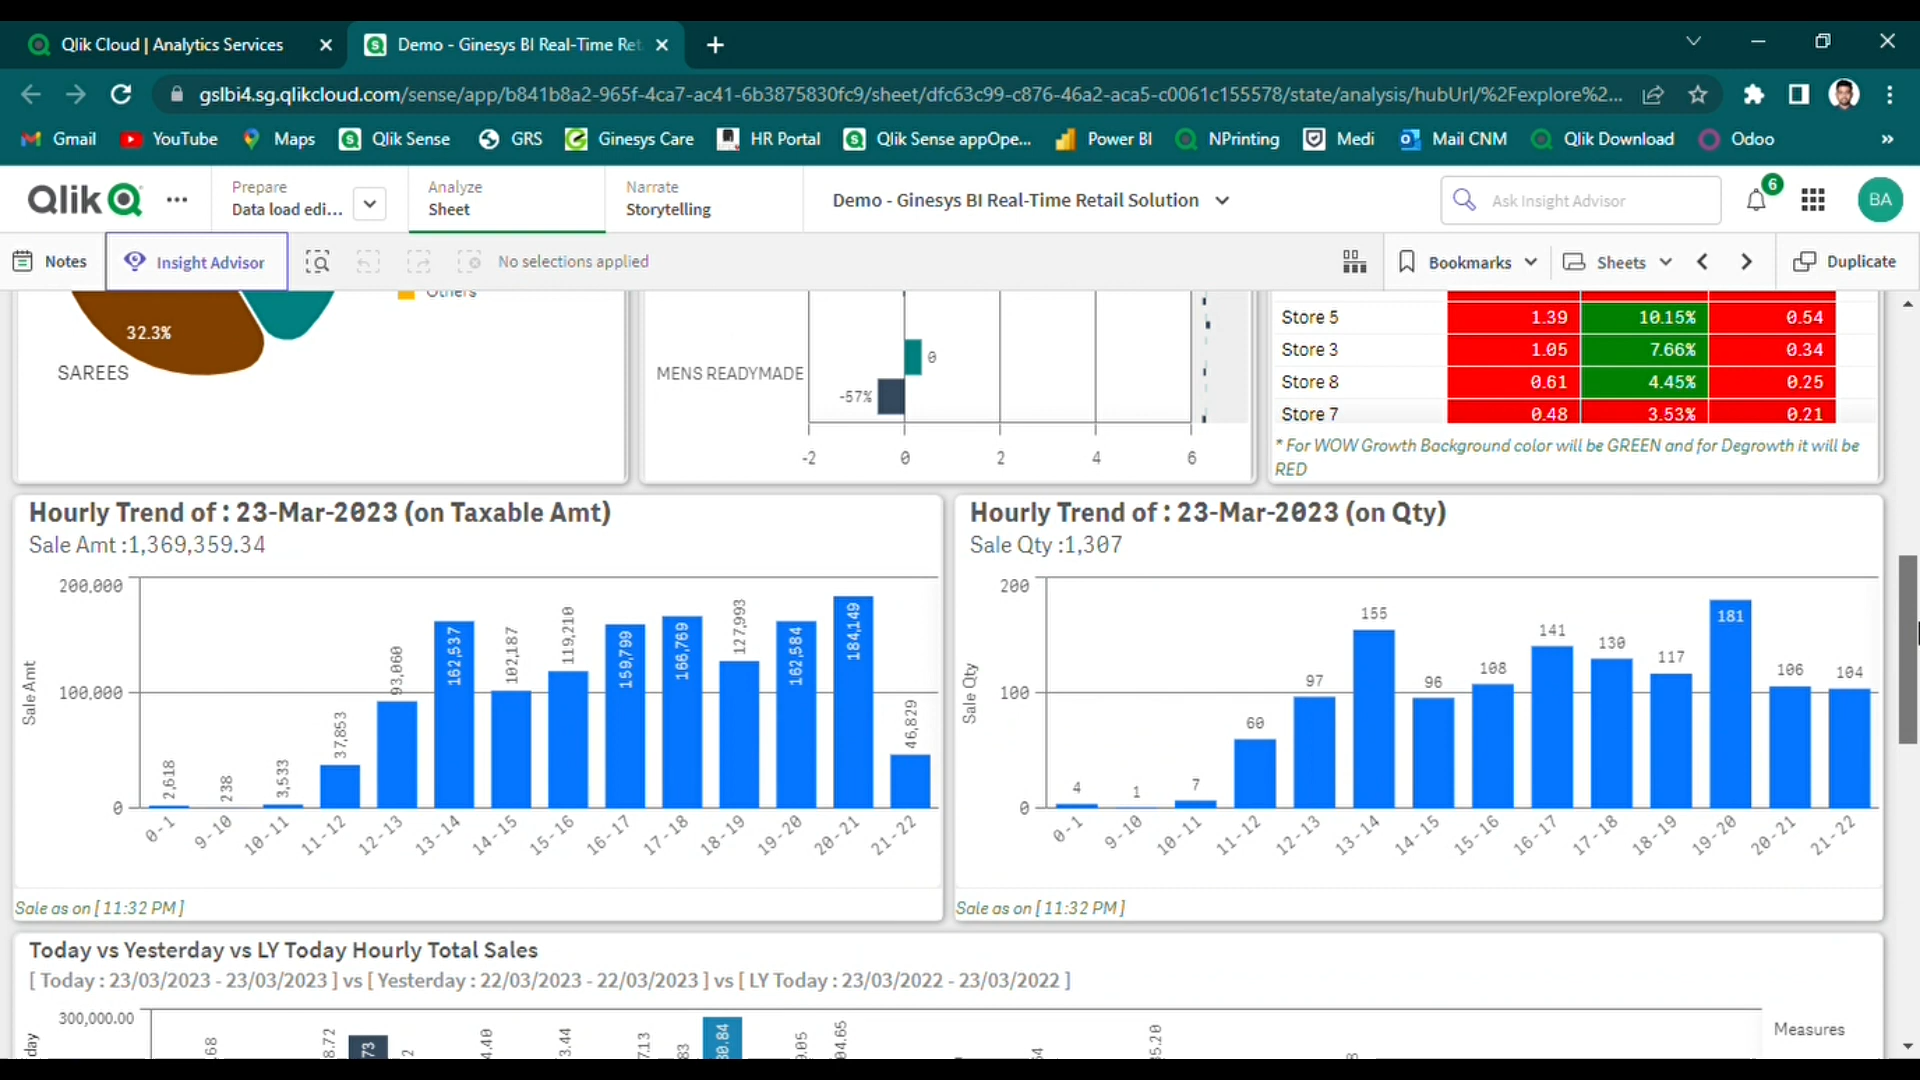 Qlik Cloud | Analytics Services
Demo - Ginesys BI Real-Time Ret
gslbi4.sg.qlikcloud.com/sense/app/b841b8a2-965f-4ca7-ac41-6b3875830fc9/sheet/dfc63c99-c876-46a2-aca5-c0061c155578/state/analysis/hubUrl/%2Fexplore%2...
Gmail YouTube Maps Qlik Sense GRS Ginesys Care HR Portal Qlik Sense appOpe... Power BI NPrinting Medi Mail CNM Qlik Download Odoo »
Qlik
Prepare
Data load edi...
Analyze
Sheet
Narrate
Storytelling
Demo - Ginesys BI Real-Time Retail Solution
Ask Insight Advisor
6
BA
Notes Insight Advisor No selections applied Bookmarks Sheets Duplicate
Others
32.3%
SAREES
MENS READYMADE
0
-57%
-2 0 2 4 6
Store 5 1.39 10.15% 0.54
Store 3 1.05 7.66% 0.34
Store 8 0.61 4.45% 0.25
Store 7 0.48 3.53% 0.21
* For WOW Growth Background color will be GREEN and for Degrowth it will be
RED
Hourly Trend of : 23-Mar-2023 (on Taxable Amt)
Sale Amt :1,369,359.34
Sale Amt
200,000
100,000
0
2,618 238 3,533 37,853 93,060 162,537 102,187 119,210 159,799 166,769 127,993 162,584 184,149 46,829
0-1 9-10 10-11 11-12 12-13 13-14 14-15 15-16 16-17 17-18 18-19 19-20 20-21 21-22
Sale as on [ 11:32 PM ]
Hourly Trend of : 23-Mar-2023 (on Qty)
Sale Qty :1,307
Sale Qty
200
100
0
4 1 7 60 97 155 96 108 141 130 117 181 106 104
0-1 9-10 10-11 11-12 12-13 13-14 14-15 15-16 16-17 17-18 18-19 19-20 20-21 21-22
Sale as on [ 11:32 PM ]
Today vs Yesterday vs LY Today Hourly Total Sales
[ Today : 23/03/2023 - 23/03/2023 ] vs [ Yesterday : 22/03/2023 - 22/03/2023 ] vs [ LY Today : 23/03/2022 - 23/03/2022 ]
300,000.00
Measures